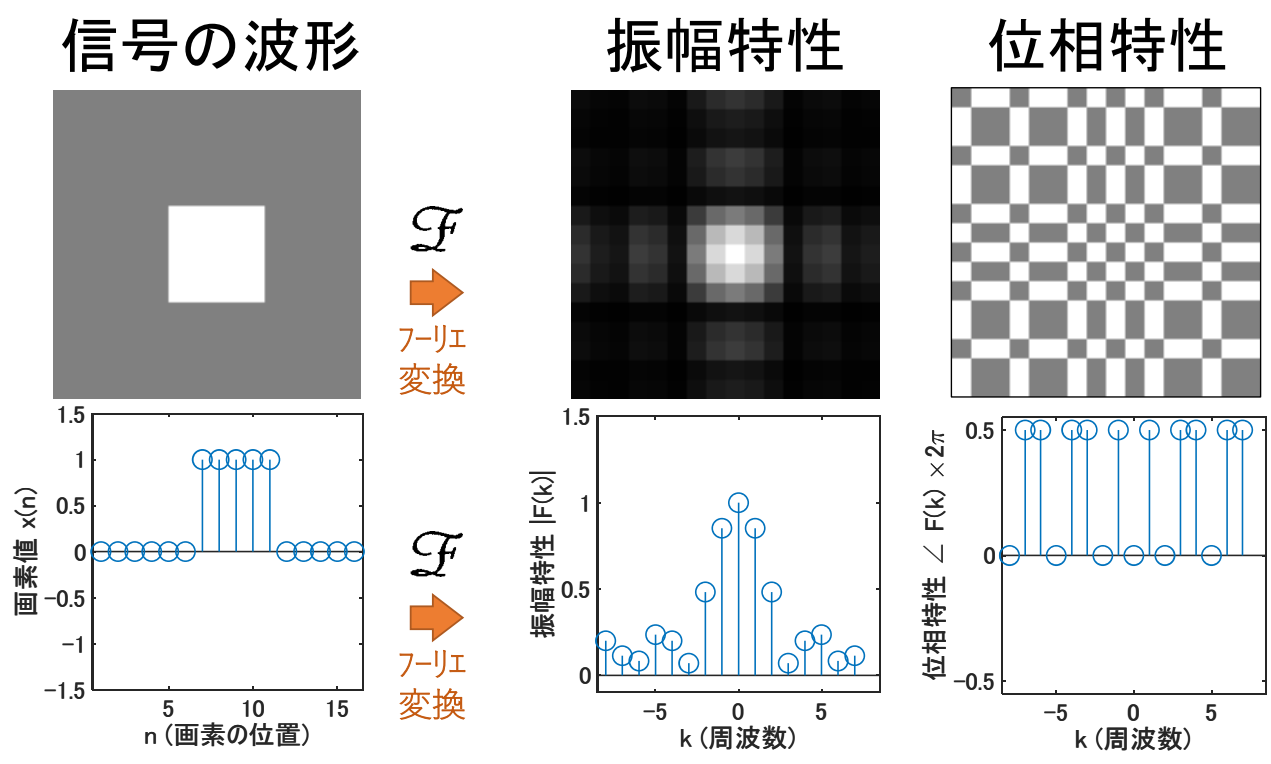 信号の波形
振幅特性
位相特性
ℱ
フーリエ
変換
1.5
1
0.5
0
−0.5
−1
−1.5
画素値 x(n)
5 10 15
n (画素の位置)
ℱ
フーリエ
変換
1.5
1
0.5
0
振幅特性 |F(k)|
−5 0 5
k (周波数)
0.5
0
−0.5
位相特性 ∠ F(k) ×2π
−5 0 5
k (周波数)